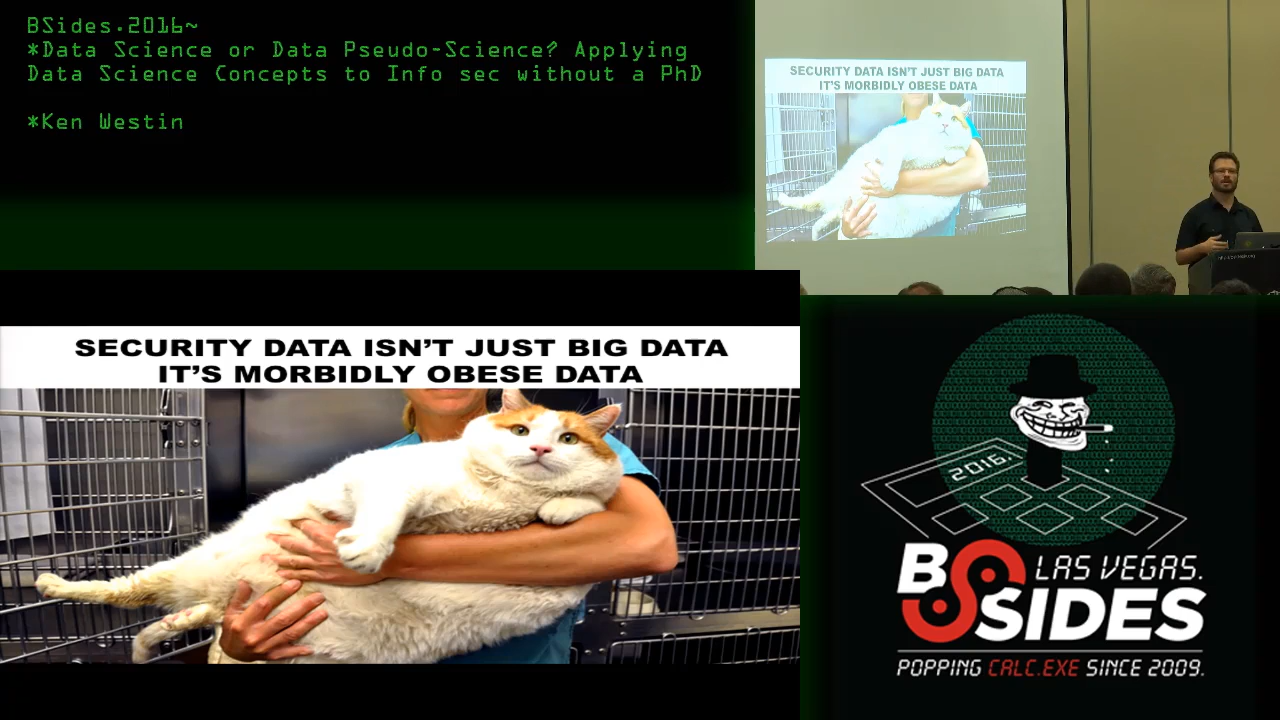 BSides.2016~
*Data Science or Data Pseudo-Science? Applying
Data Science Concepts to Info sec without a PhD
*Ken Westin
SECURITY DATA ISN'T JUST BIG DATA
IT'S MORBIDLY OBESE DATA
SECURITY DATA ISN'T JUST BIG DATA
IT'S MORBIDLY OBESE DATA
2016.
BSIDES
LAS VEGAS.
POPPING CALC.EXE SINCE 2009.